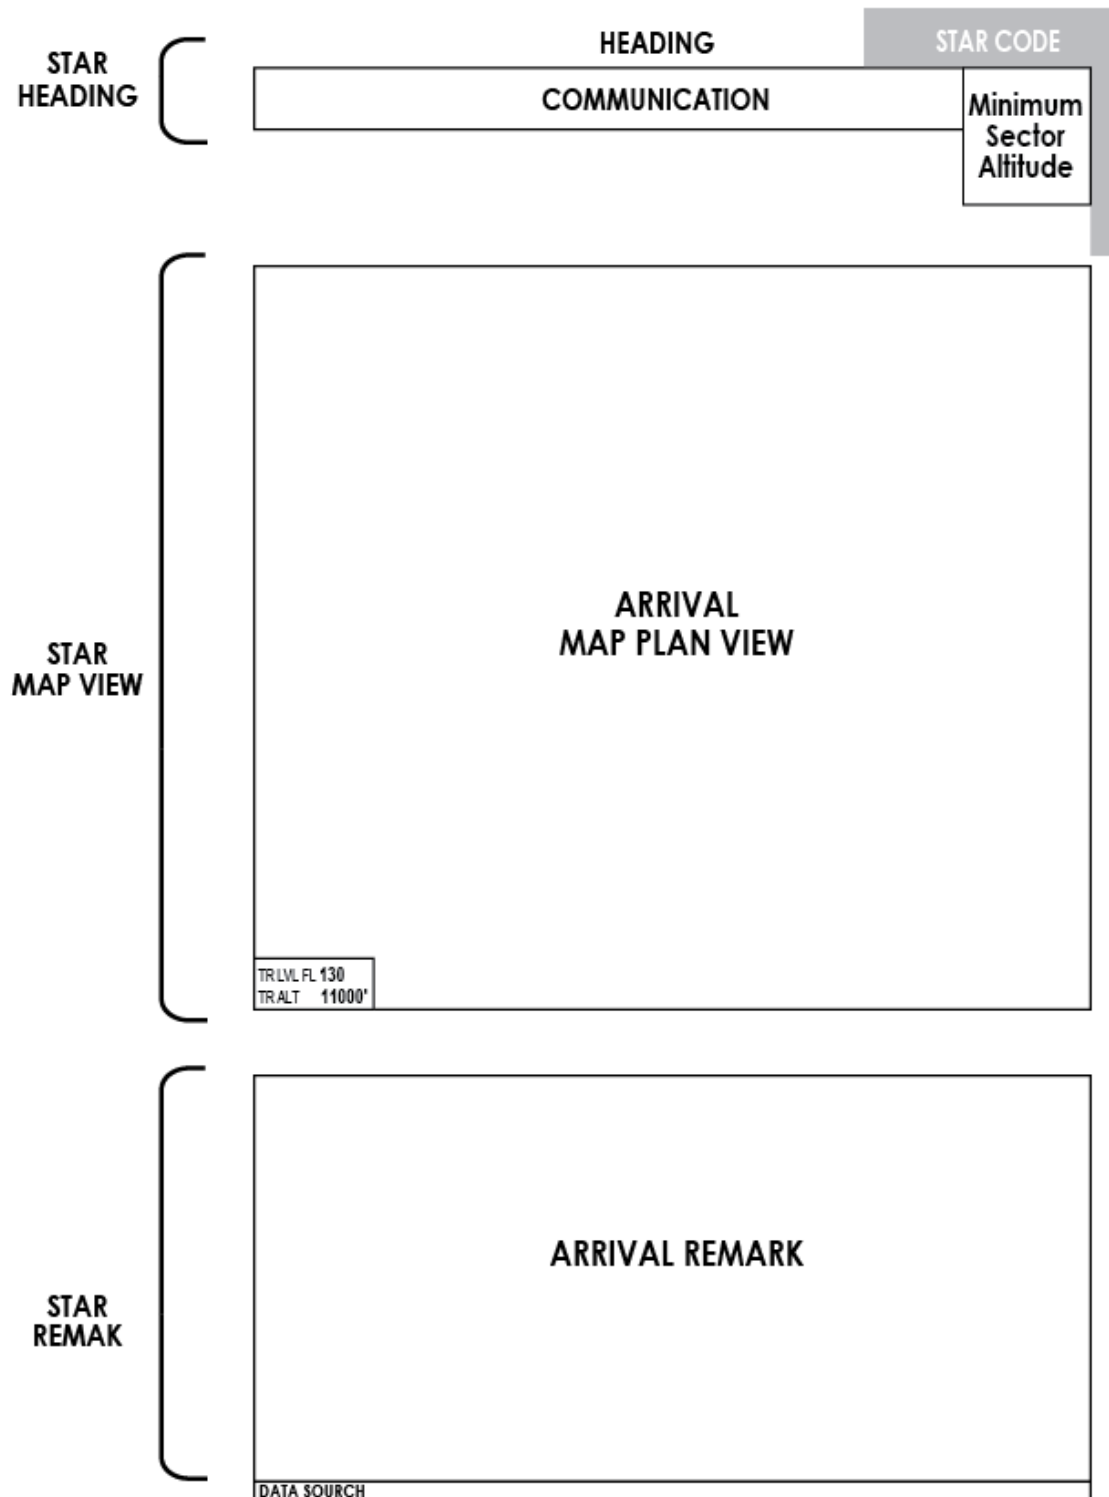 STAR
HEADING
HEADING
STAR CODE
COMMUNICATION
Minimum
Sector
Altitude
STAR
MAP VIEW
ARRIVAL
MAP PLAN VIEW
TR LVL FL 130
TR ALT 11000'
STAR
REMAK
ARRIVAL REMARK
DATA SOURCH